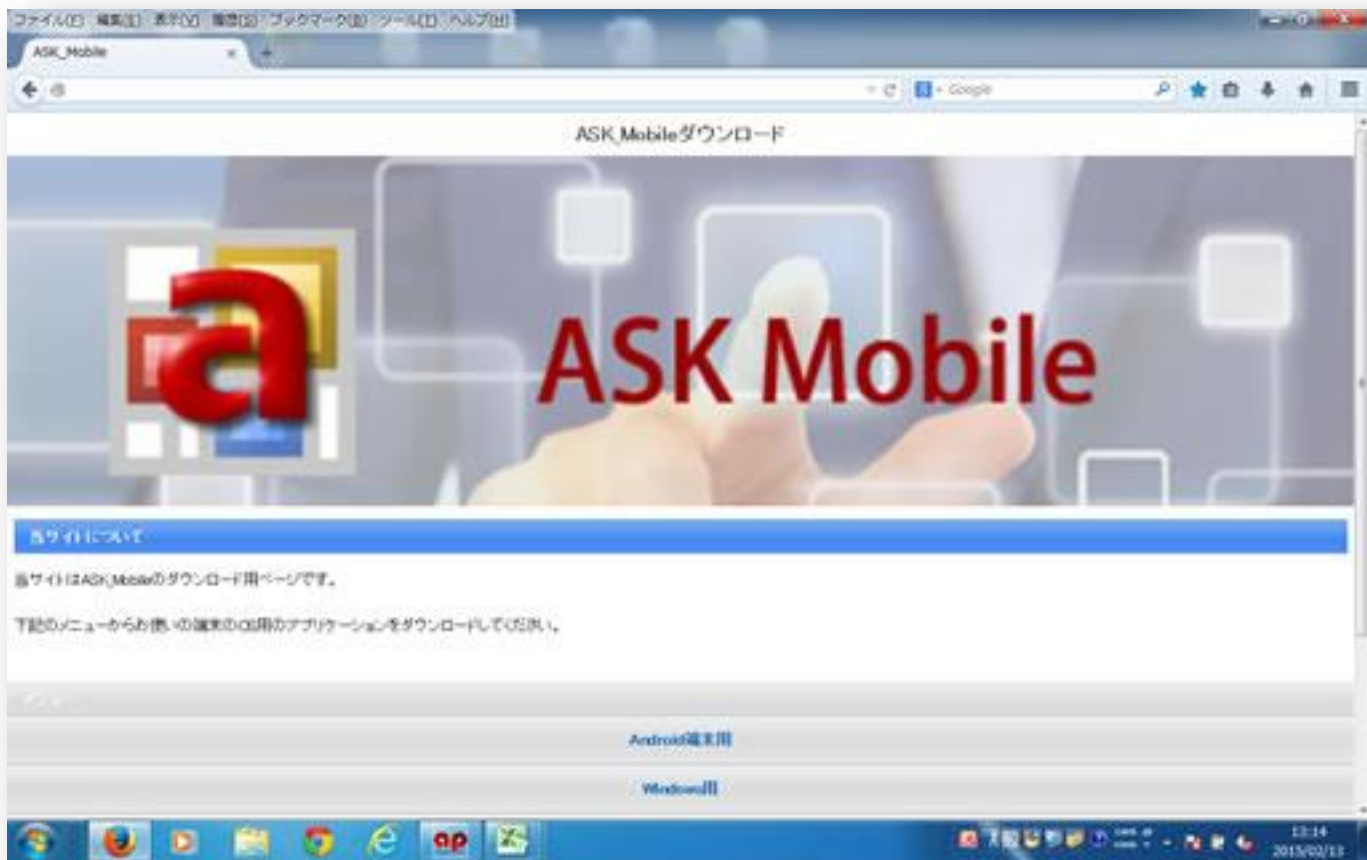 ファイル(F) 編集(E) 表示(V) 履歴(S) ブックマーク(B) ツール(T) ヘルプ(H)
ASK_Mobile
Google
ASK_Mobileダウンロード
a
ASK Mobile
当サイトについて
当サイトはASK_Mobileのダウンロード用ページです。
下記のメニューからお使いの端末のOS用のアプリケーションをダウンロードしてください。
メニュー
Android端末用
Windows用
ap
13:14
2015/02/13